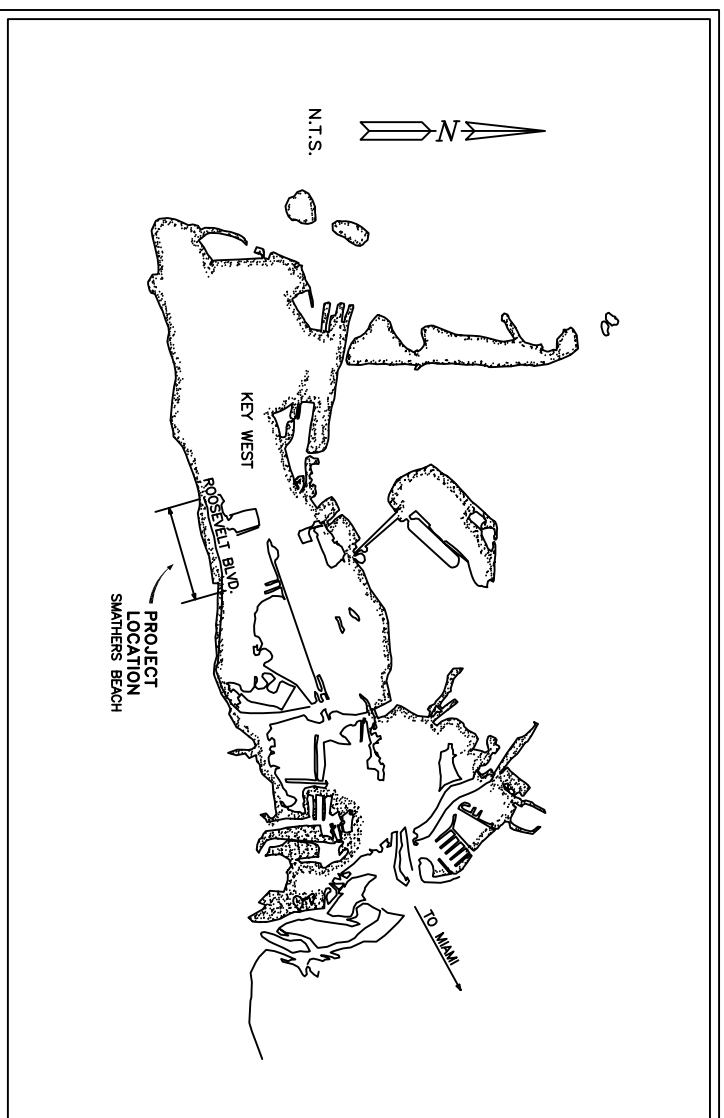 N
N.T.S.
KEY WEST
ROOSEVELT BLVD.
PROJECT
LOCATION
SMATHERS BEACH
TO MIAMI